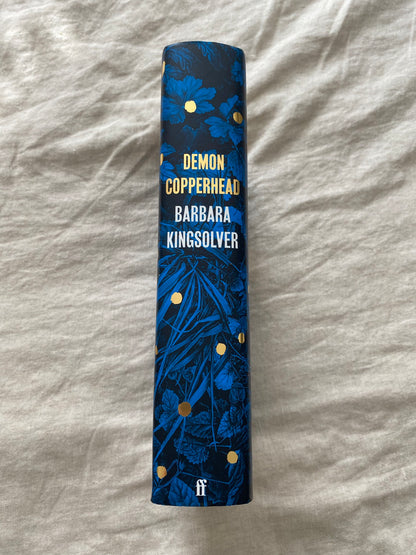 DEMON
COPPERHEAD
BARBARA
KINGSOLVER
ff